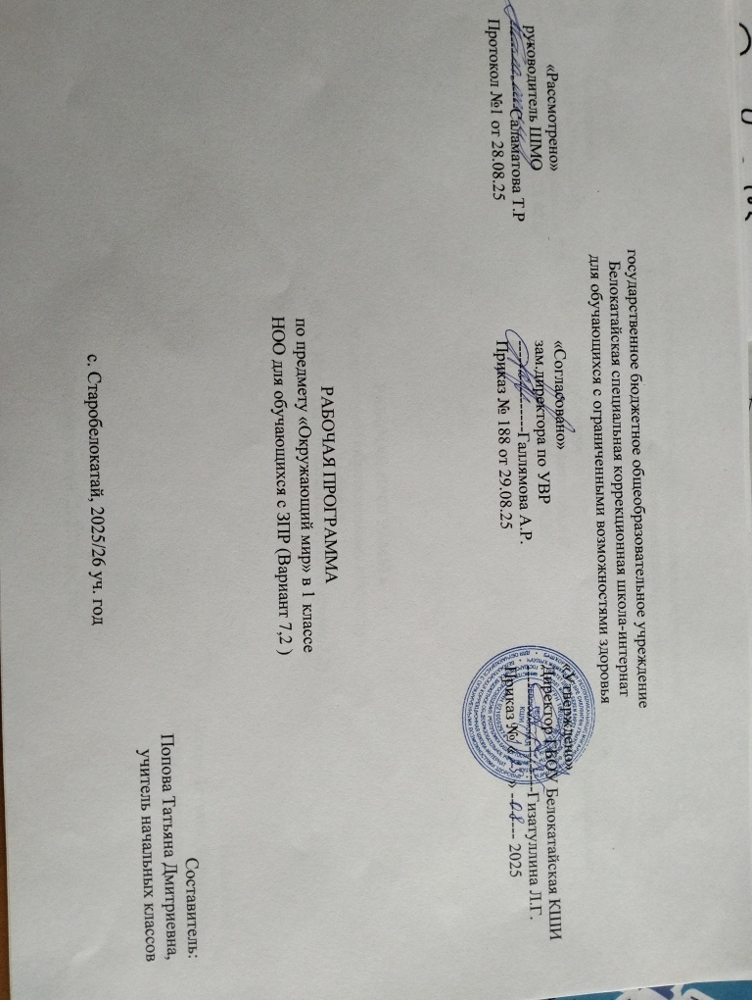 государственное бюджетное общеобразовательное учреждение
Белокатайская специальная коррекционная школа-интернат
для обучающихся с ограниченными возможностями здоровья
«Рассмотрено»
руководитель ШМО
Саламатова Т.Р
Протокол №1 от 28.08.25
«Согласовано»
зам.директора по УВР
---------Галлямова А.Р.
Приказ № 188 от 29.08.25
«Утверждено»
Директор ГБОУ Белокатайская КШИ
---Гизатуллина Л.Г.
Приказ № « » -08--- 2025
РАБОЧАЯ ПРОГРАММА
по предмету «Окружающий мир» в 1 классе
НОО для обучающихся с ЗПР (Вариант 7,2 )
Составитель:
Попова Татьяна Дмитриевна,
учитель начальных классов
с. Старобелокатай, 2025/26 уч. год